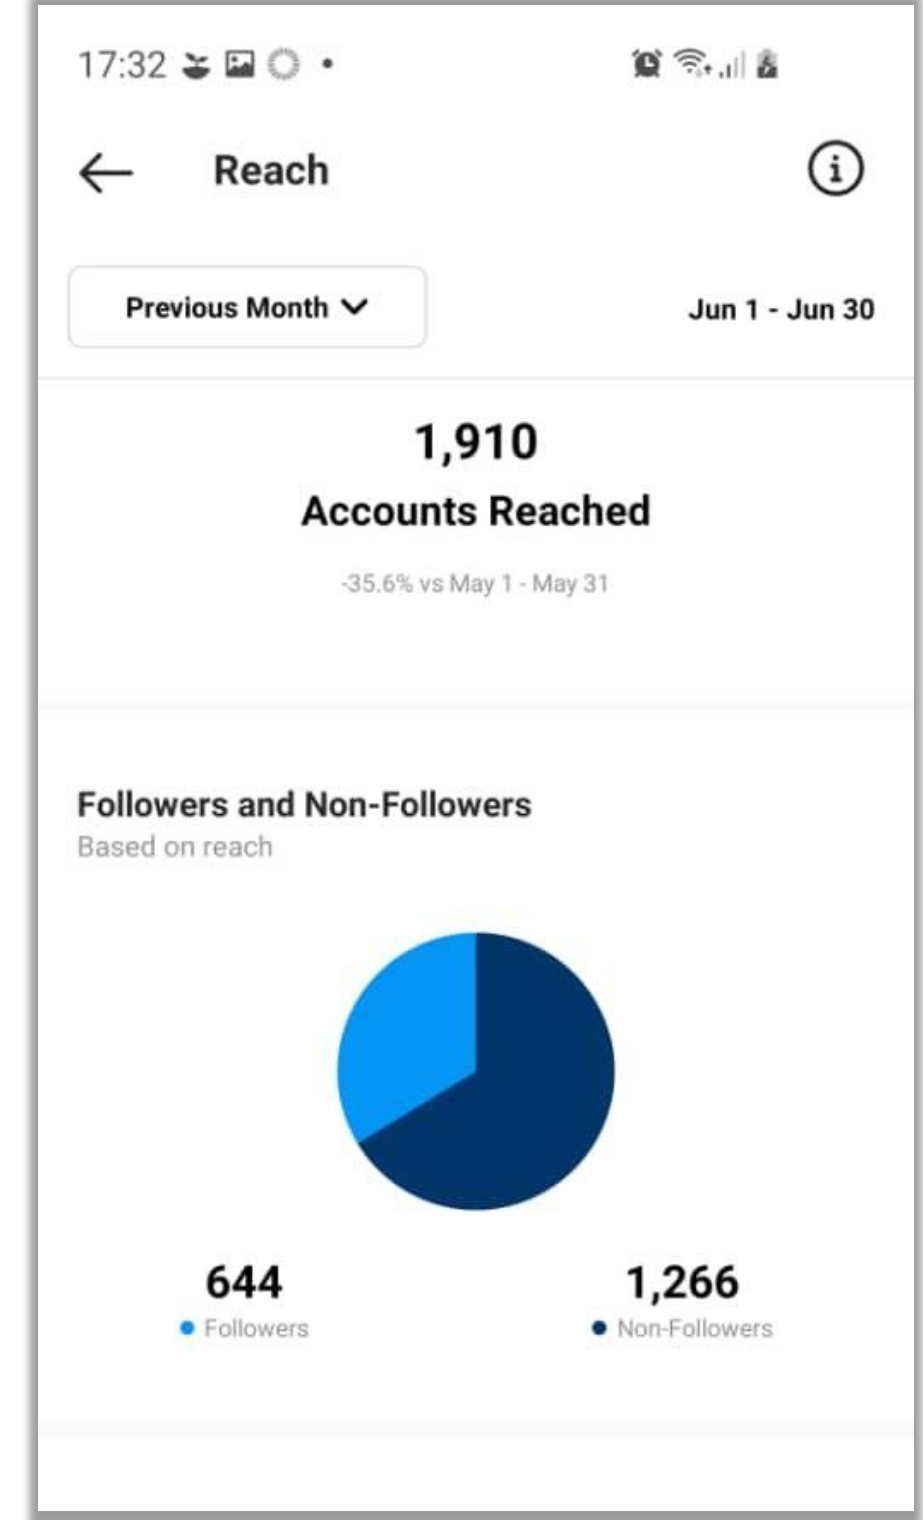 17:32
Reach
Previous Month
Jun 1 - Jun 30
1,910
Accounts Reached
-35.6% vs May 1 - May 31
Followers and Non-Followers
Based on reach
644
Followers
1,266
Non-Followers